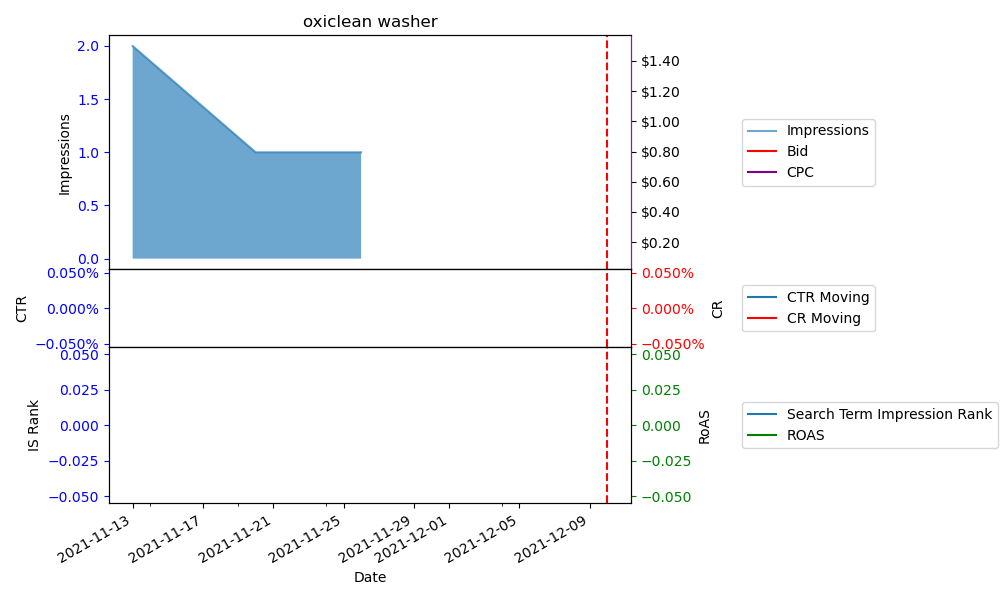 oxiclean washer
Impressions
2.0
1.5
1.0
0.5
0.0
$1.40
$1.20
$1.00
$0.80
$0.60
$0.40
$0.20
Impressions
Bid
CPC
CTR
0.050%
0.000%
−0.050%
0.050%
0.000%
−0.050%
CR
CTR Moving
CR Moving
IS Rank
0.050
0.025
0.000
−0.025
−0.050
0.050
0.025
0.000
−0.025
−0.050
RoAS
Search Term Impression Rank
ROAS
2021-11-13
2021-11-17
2021-11-21
2021-11-25
2021-11-29
2021-12-01
2021-12-05
2021-12-09
Date